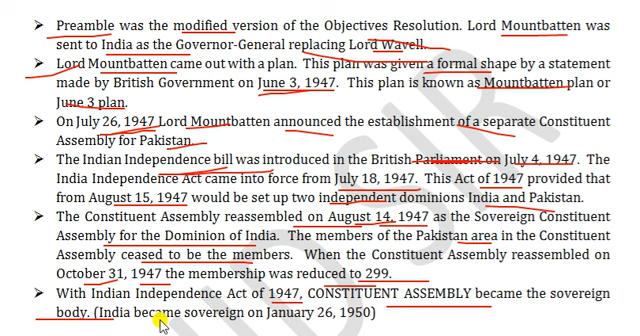 ➢ Preamble was the modified version of the Objectives Resolution. Lord Mountbatten was
sent to India as the Governor-General replacing Lord Wavell.
➢ Lord Mountbatten came out with a plan. This plan was given a formal shape by a statement
made by British Government on June 3, 1947. This plan is known as Mountbatten plan or
June 3 plan.
➢ On July 26, 1947 Lord Mountbatten announced the establishment of a separate Constituent
Assembly for Pakistan.
➢ The Indian Independence bill was introduced in the British Parliament on July 4, 1947. The
India Independence Act came into force from July 18, 1947. This Act of 1947 provided that
from August 15, 1947 would be set up two independent dominions India and Pakistan.
➢ The Constituent Assembly reassembled on August 14, 1947 as the Sovereign Constituent
Assembly for the Dominion of India. The members of the Pakistan area in the Constituent
Assembly ceased to be the members. When the Constituent Assembly reassembled on
October 31, 1947 the membership was reduced to 299.
➢ With Indian Independence Act of 1947, CONSTITUENT ASSEMBLY became the sovereign
body. (India became sovereign on January 26, 1950)